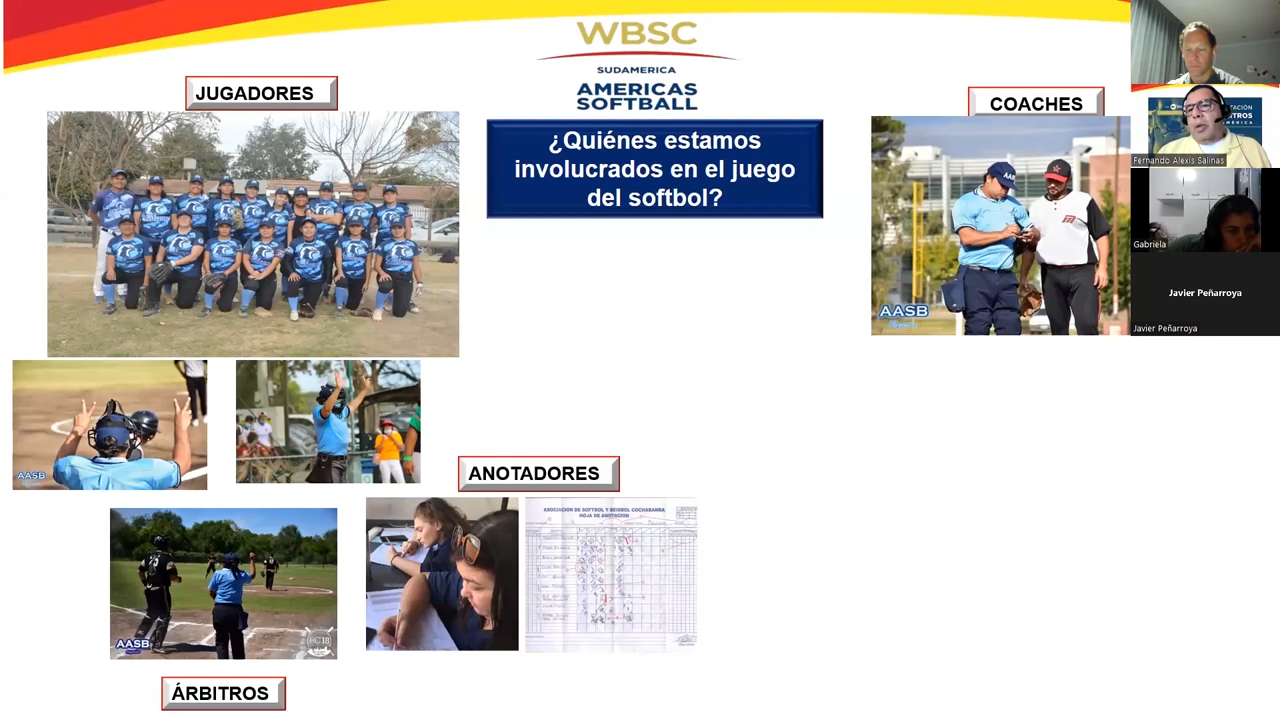 WBSC
SUDAMERICA
AMERICAS
SOFTBALL
JUGADORES
COACHES
¿Quiénes estamos
involucrados en el juego
del softbol?
Fernando Alexis Salinas
Gabriela
Javier Peñarroya
Javier Peñarroya
AASB
AASB
ANOTADORES
ASOCIACION DE SOFTBOL Y BEISBOL COCHABAMBA
HOJA DE ANOTACION
AASB
ÁRBITROS